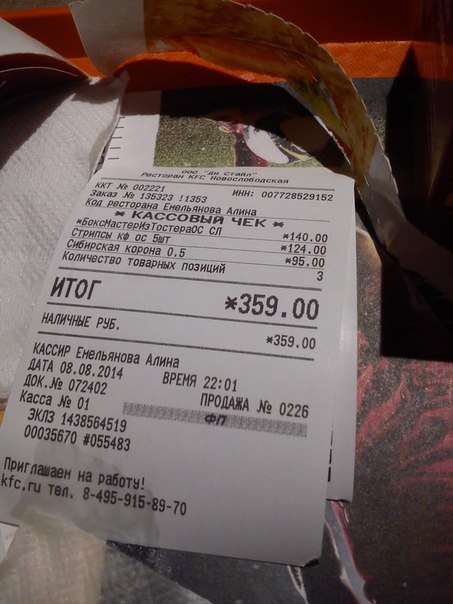 ООО "Ди Стайл"
Ресторан KFC Новослободская
ККТ № 002221 ИНН: 007728529152
Заказ № 135323 !1353
Код ресторана Емельянова Алина
* КАССОВЫЙ ЧЕК *
*БоксМастерИзТостераОС СЛ *140.00
Стрипсы кф ос 5шт *124.00
Сибирская корона 0.5 *95.00
Количество товарных позиций 3
ИТОГ *359.00
НАЛИЧНЫЕ РУБ. *359.00
КАССИР Емельянова Алина
ДАТА 08.08.2014 ВРЕМЯ 22:01
ДОК.№ 072402 ПРОДАЖА № 0226
Касса № 01 ФП
ЭКЛЗ 1438564519
00035670 #055483
Приглашаем на работу!
kfc.ru тел. 8-495-915-89-70